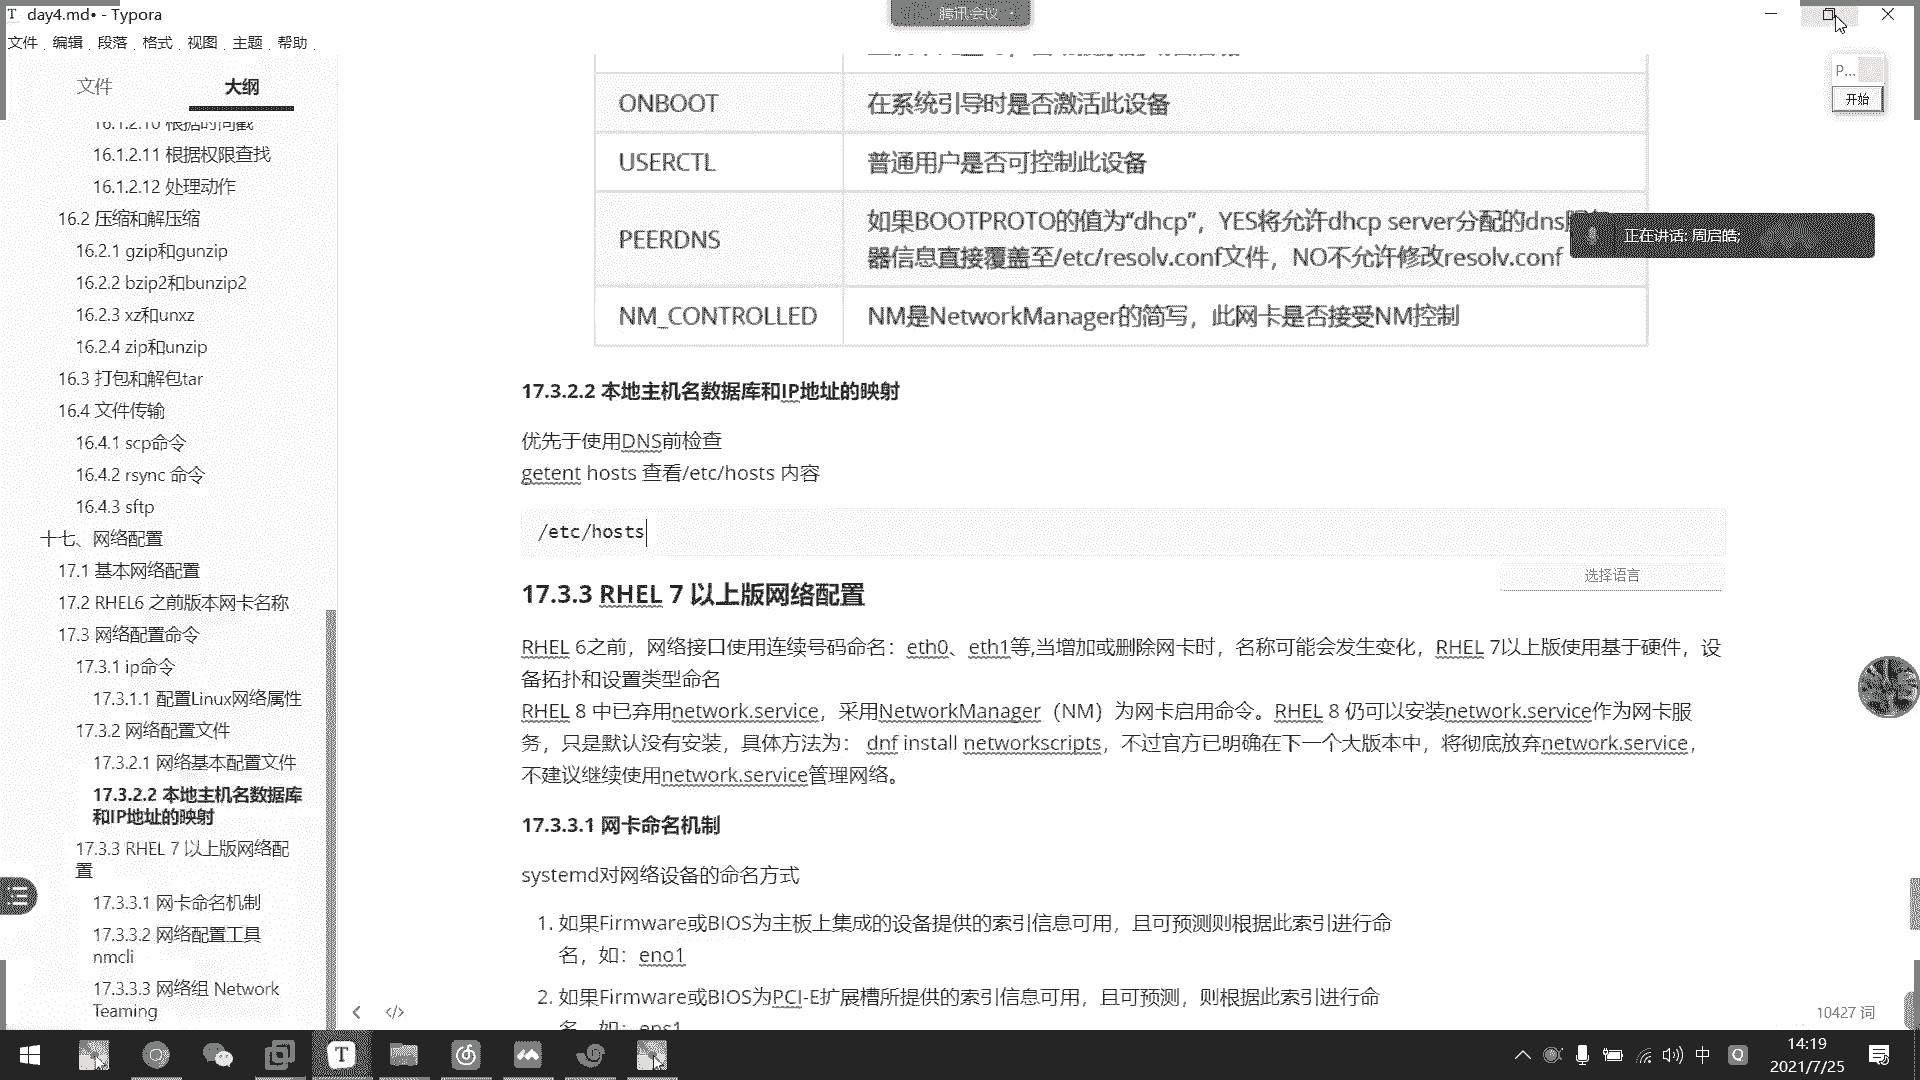 day4.md• - Typora
腾讯会议
文件 编辑 段落 格式 视图 主题 帮助
P...
开始
文件 大纲
16.1.2.10 根据时间戳
16.1.2.11 根据权限查找
16.1.2.12 处理动作
16.2 压缩和解压缩
16.2.1 gzip和gunzip
16.2.2 bzip2和bunzip2
16.2.3 xz和unxz
16.2.4 zip和unzip
16.3 打包和解包tar
16.4 文件传输
16.4.1 scp命令
16.4.2 rsync 命令
16.4.3 sftp
十七、网络配置
17.1 基本网络配置
17.2 RHEL6 之前版本网卡名称
17.3 网络配置命令
17.3.1 ip命令
17.3.1.1 配置Linux网络属性
17.3.2 网络配置文件
17.3.2.1 网络基本配置文件
17.3.2.2 本地主机名数据库
和IP地址的映射
17.3.3 RHEL 7 以上版网络配
置
17.3.3.1 网卡命名机制
17.3.3.2 网络配置工具
nmcli
17.3.3.3 网络组 Network
Teaming
ONBOOT 在系统引导时是否激活此设备
USERCTL 普通用户是否可控制此设备
PEERDNS 如果BOOTPROTO的值为“dhcp”，YES将允许dhcp server分配的dns
器信息直接覆盖至/etc/resolv.conf文件，NO不允许修改resolv.conf
正在讲话: 周启皓;
NM_CONTROLLED NM是NetworkManager的简写，此网卡是否接受NM控制
17.3.2.2 本地主机名数据库和IP地址的映射
优先于使用DNS前检查
getent hosts 查看/etc/hosts 内容
/etc/hosts
选择语言
17.3.3 RHEL 7 以上版网络配置
RHEL 6之前，网络接口使用连续号码命名：eth0、eth1等,当增加或删除网卡时，名称可能会发生变化，RHEL 7以上版使用基于硬件，设
备拓扑和设置类型命名
RHEL 8 中已弃用network.service，采用NetworkManager（NM）为网卡启用命令。RHEL 8 仍可以安装network.service作为网卡服
务，只是默认没有安装，具体方法为： dnf install networkscripts，不过官方已明确在下一个大版本中，将彻底放弃network.service，
不建议继续使用network.service管理网络。
17.3.3.1 网卡命名机制
systemd对网络设备的命名方式
1. 如果Firmware或BIOS为主板上集成的设备提供的索引信息可用，且可预测则根据此索引进行命
名，如：eno1
2. 如果Firmware或BIOS为PCI-E扩展槽所提供的索引信息可用，且可预测，则根据此索引进行命
名，如：ens1
10427 词
中
14:19
2021/7/25